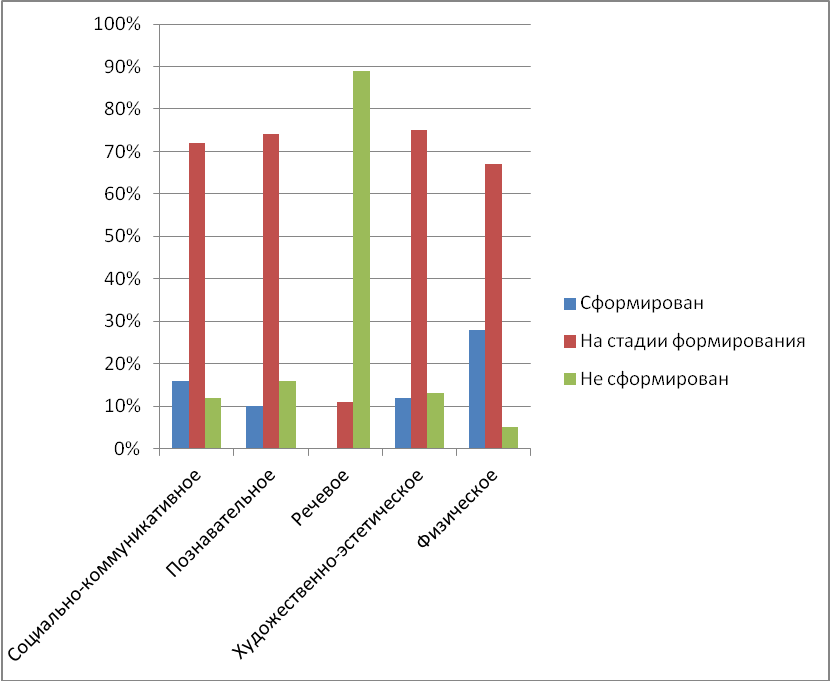 100%
90%
80%
70%
60%
50%
40%
30%
20%
10%
0%
Социально-коммуникативное
Познавательное
Речевое
Художественно-эстетическое
Физическое
Сформирован
На стадии формирования
Не сформирован